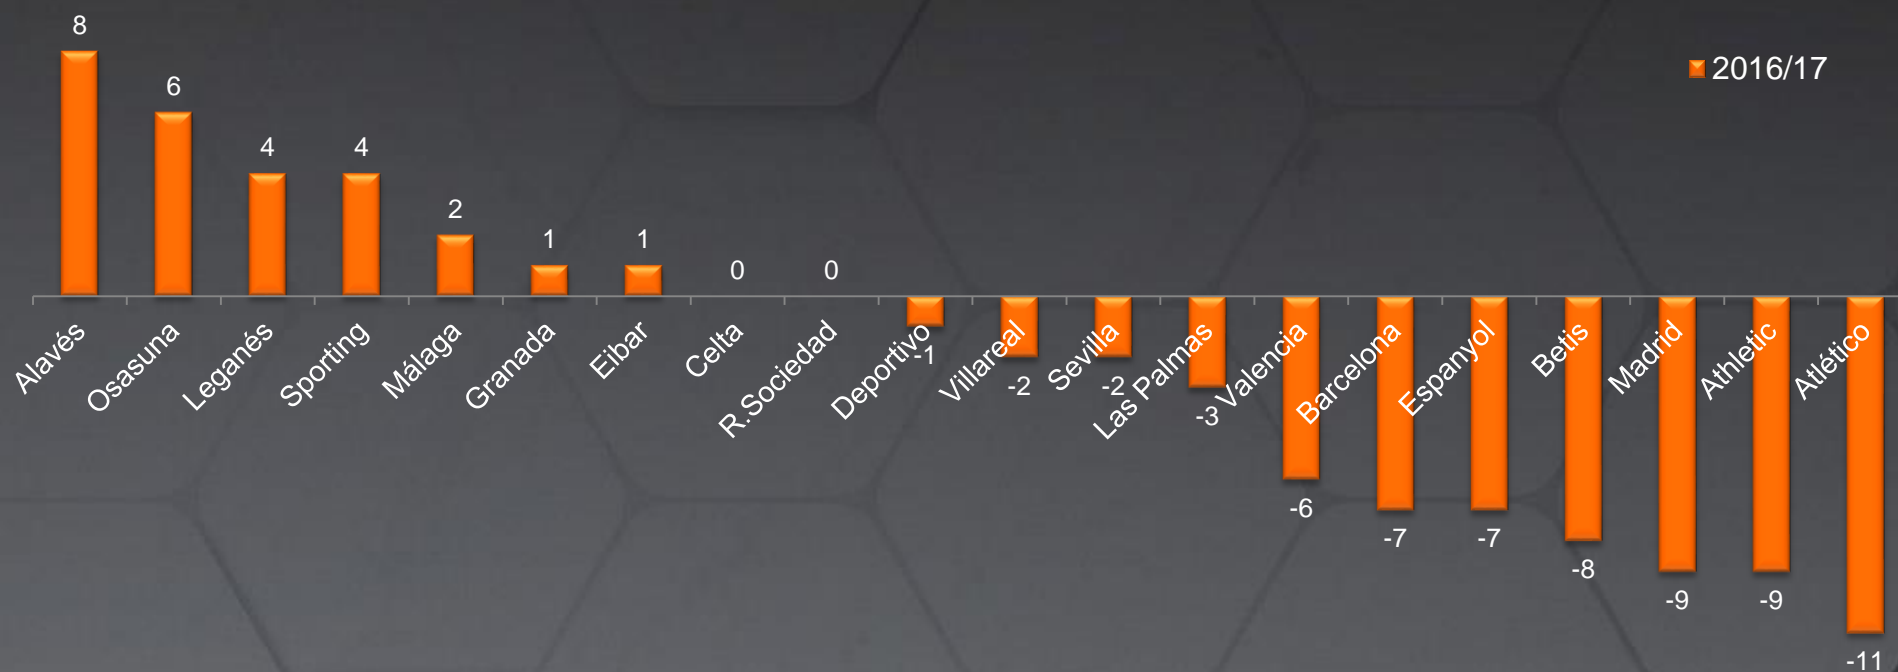 2016/17
8
6
4
4
2
1
1
0
0
-1
-2
-2
-3
-6
-7
-7
-8
-9
-9
-11
Alavés
Osasuna
Leganés
Sporting
Málaga
Granada
Eibar
Celta
R.Sociedad
Deportivo
Villareal
Sevilla
Las Palmas
Valencia
Barcelona
Espanyol
Betis
Madrid
Athletic
Atlético